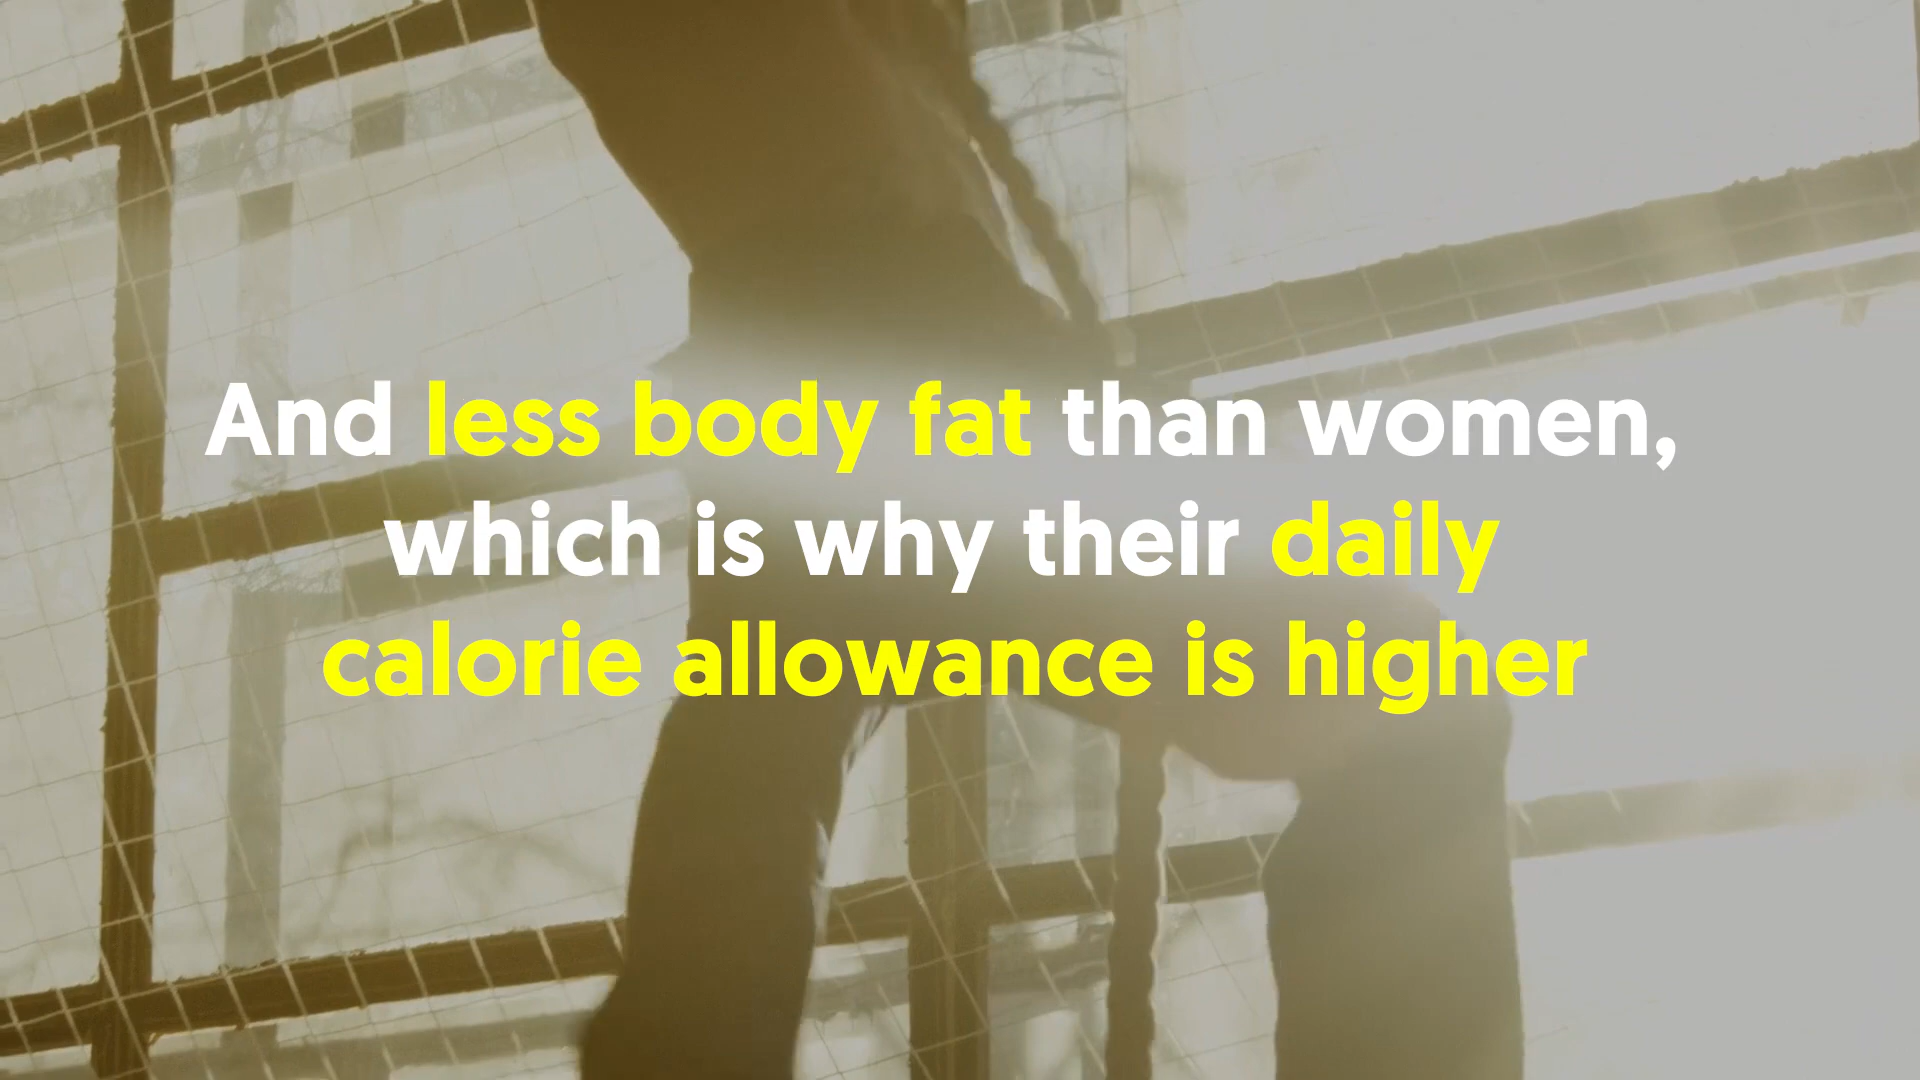 And less body fat than women,
which is why their daily
calorie allowance is higher